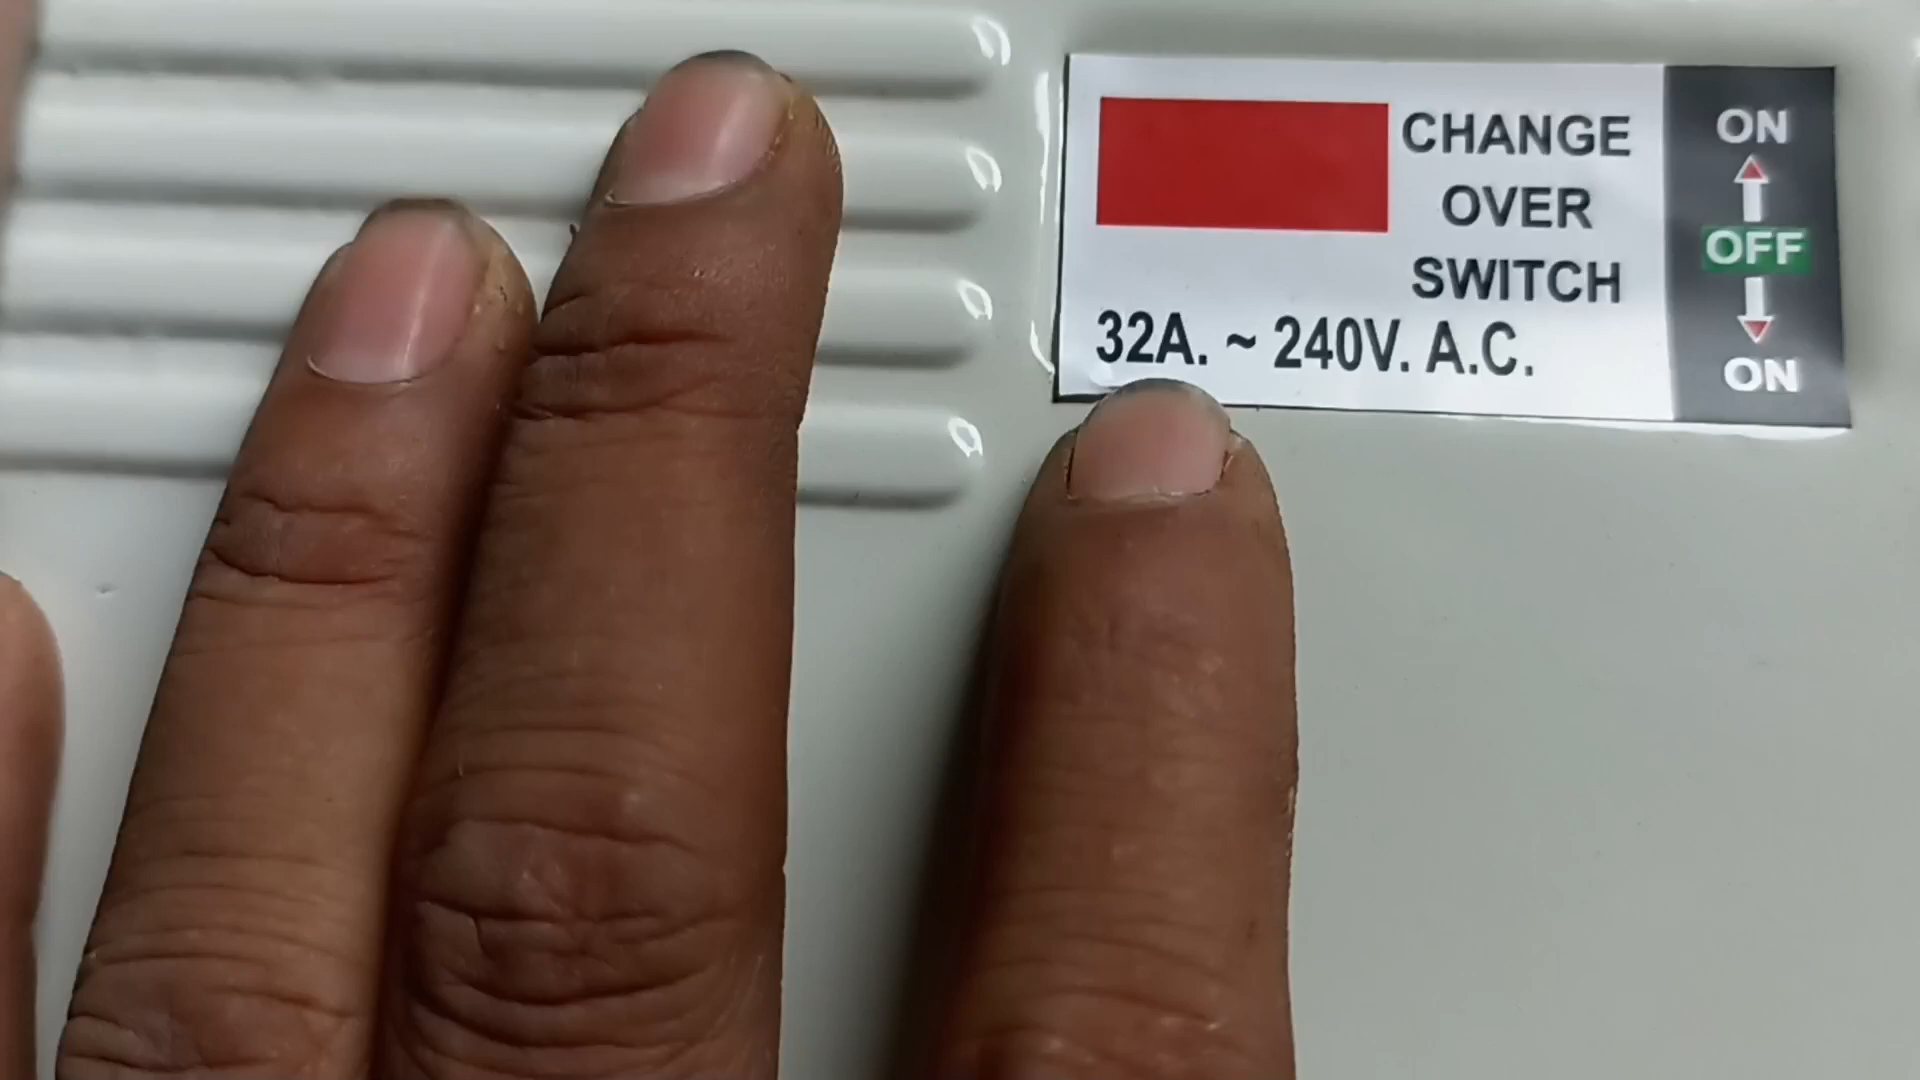 CHANGE
OVER
SWITCH
32A. ~ 240V. A.C.
ON
OFF
ON